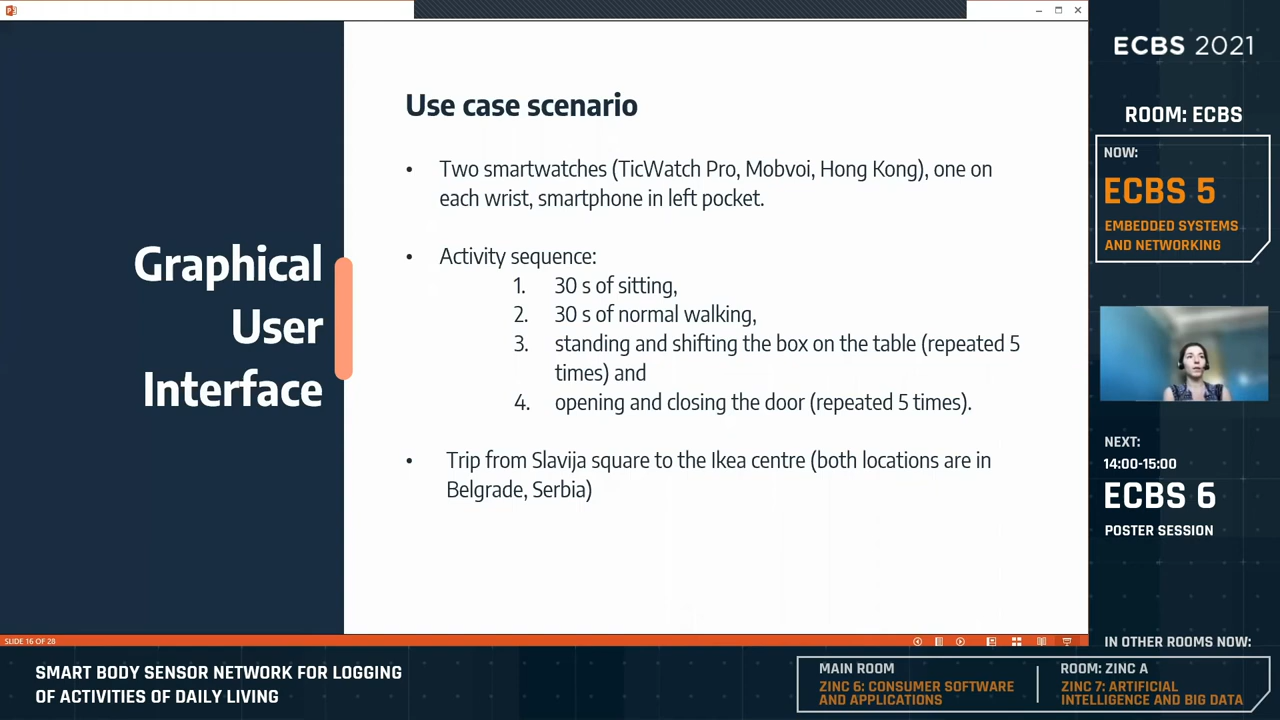 Graphical
User
Interface
Use case scenario
• Two smartwatches (TicWatch Pro, Mobvoi, Hong Kong), one on
each wrist, smartphone in left pocket.
• Activity sequence:
1. 30 s of sitting,
2. 30 s of normal walking,
3. standing and shifting the box on the table (repeated 5
times) and
4. opening and closing the door (repeated 5 times).
• Trip from Slavija square to the Ikea centre (both locations are in
Belgrade, Serbia)
SLIDE 16 OF 28
ECBS 2021
ROOM: ECBS
NOW:
ECBS 5
EMBEDDED SYSTEMS
AND NETWORKING
NEXT:
14:00-15:00
ECBS 6
POSTER SESSION
IN OTHER ROOMS NOW:
SMART BODY SENSOR NETWORK FOR LOGGING
OF ACTIVITIES OF DAILY LIVING
MAIN ROOM
ZINC 6: CONSUMER SOFTWARE
AND APPLICATIONS
ROOM: ZINC A
ZINC 7: ARTIFICIAL
INTELLIGENCE AND BIG DATA